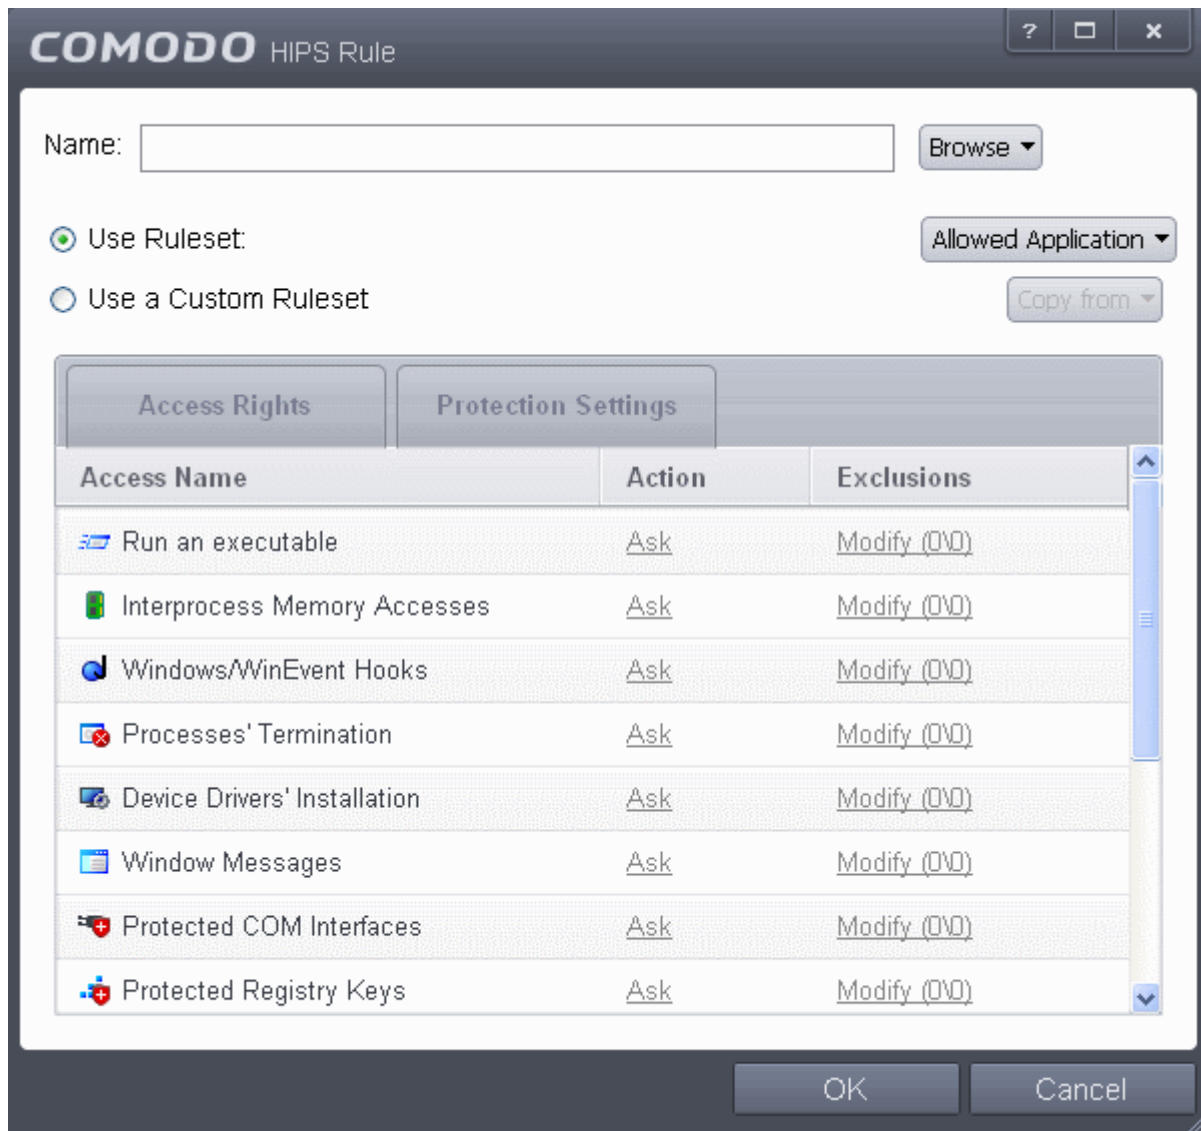 COMODO HIPS Rule
?
Name: Browse
Use Ruleset: Allowed Application
Use a Custom Ruleset Copy from
Access Rights Protection Settings
Access Name Action Exclusions
Run an executable Ask Modify (0\0)
Interprocess Memory Accesses Ask Modify (0\0)
Windows/WinEvent Hooks Ask Modify (0\0)
Processes' Termination Ask Modify (0\0)
Device Drivers' Installation Ask Modify (0\0)
Window Messages Ask Modify (0\0)
Protected COM Interfaces Ask Modify (0\0)
Protected Registry Keys Ask Modify (0\0)
OK Cancel